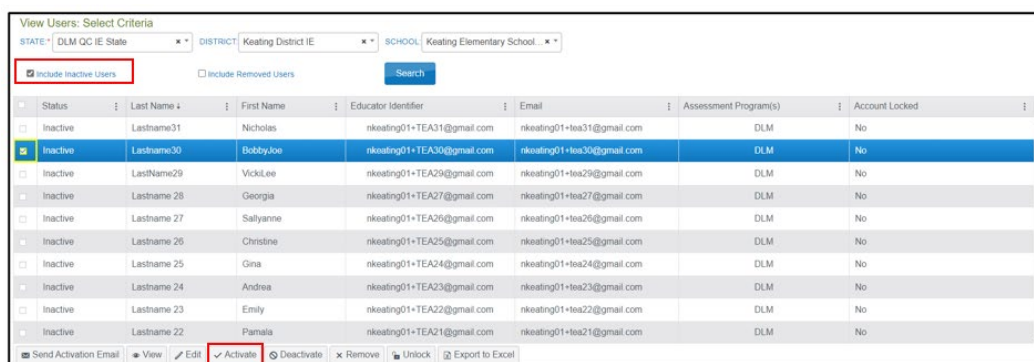 View Users: Select Criteria
STATE:* DLM QC IE State × DISTRICT: Keating District IE × SCHOOL: Keating Elementary School... ×
Include Inactive Users Include Removed Users Search
Status Last Name ↓ First Name Educator Identifier Email Assessment Program(s) Account Locked
Inactive Lastname31 Nicholas nkeating01+TEA31@gmail.com nkeating01+tea31@gmail.com DLM No
Inactive Lastname30 BobbyJoe nkeating01+TEA30@gmail.com nkeating01+tea30@gmail.com DLM No
Inactive LastName29 VickiLee nkeating01+TEA29@gmail.com nkeating01+tea29@gmail.com DLM No
Inactive Lastname 28 Georgia nkeating01+TEA27@gmail.com nkeating01+tea27@gmail.com DLM No
Inactive Lastname 27 Sallyanne nkeating01+TEA26@gmail.com nkeating01+tea26@gmail.com DLM No
Inactive Lastname 26 Christine nkeating01+TEA25@gmail.com nkeating01+tea25@gmail.com DLM No
Inactive Lastname 25 Gina nkeating01+TEA24@gmail.com nkeating01+tea24@gmail.com DLM No
Inactive Lastname 24 Andrea nkeating01+TEA23@gmail.com nkeating01+tea23@gmail.com DLM No
Inactive Lastname 23 Emily nkeating01+TEA22@gmail.com nkeating01+tea22@gmail.com DLM No
Inactive Lastname 22 Pamala nkeating01+TEA21@gmail.com nkeating01+tea21@gmail.com DLM No
Send Activation Email View Edit Activate Deactivate × Remove Unlock Export to Excel